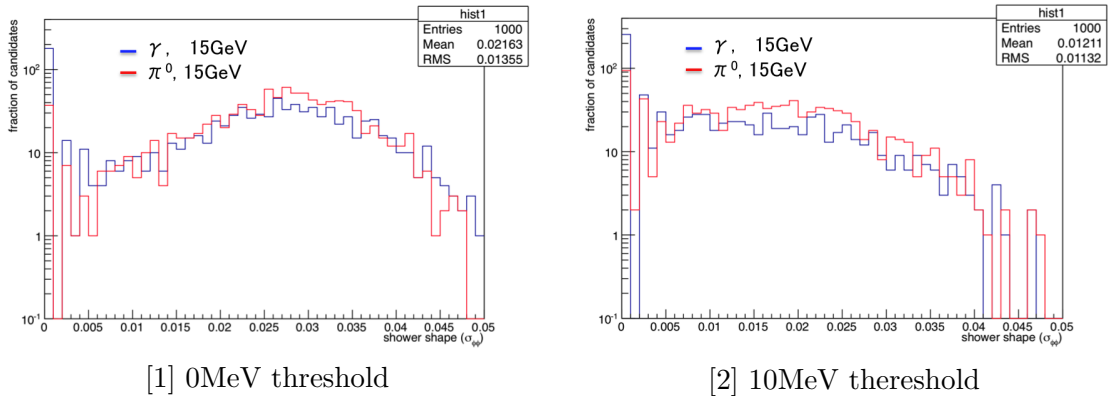 hist1
Entries 1000
Mean 0.02163
RMS 0.01355
γ, 15GeV
π⁰, 15GeV
fraction of candidates
10²
10
1
10⁻¹
0 0.005 0.01 0.015 0.02 0.025 0.03 0.035 0.04 0.045 0.05
shower shape (σφφ)
[1] 0MeV threshold
hist1
Entries 1000
Mean 0.01211
RMS 0.01132
γ, 15GeV
π⁰, 15GeV
fraction of candidates
10²
10
1
10⁻¹
0 0.005 0.01 0.015 0.02 0.025 0.03 0.035 0.04 0.045 0.05
shower shape (σφφ)
[2] 10MeV thereshold